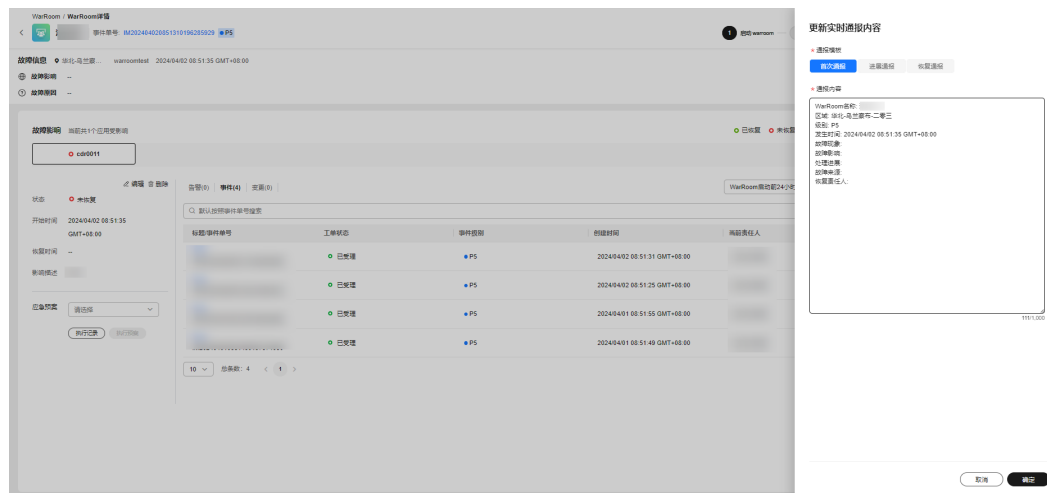 WarRoom / WarRoom详情
事件单号: IM20240402085131019628​5929 P5
1 启动 warroom
故障信息 华北-乌兰察... warroomtest 2024/04/02 08:51:35 GMT+08:00
故障影响 --
故障原因 --
故障影响 当前共1个应用受影响
已恢复 未恢复
cdr0011
编辑 删除
告警(0) 事件(4) 变更(0)
WarRoom启动前24小时
状态 未恢复
默认按照事件单号搜索
开始时间 2024/04/02 08:51:35
GMT+08:00
标题/事件单号 工单状态 事件级别 创建时间 当前责任人
恢复时间 --
已受理 P5 2024/04/02 08:51:31 GMT+08:00
影响描述
已受理 P5 2024/04/02 08:51:25 GMT+08:00
应急预案 请选择
已受理 P5 2024/04/01 08:51:55 GMT+08:00
执行记录 执行预案
已受理 P5 2024/04/01 08:51:49 GMT+08:00
10 总条数: 4 < 1 >
更新实时通报内容
* 通报模板
首次通报 进展通报 恢复通报
* 通报内容
WarRoom名称:
区域: 华北-乌兰察布-二零三
级别: P5
发生时间: 2024/04/02 08:51:35 GMT+08:00
故障现象:
故障影响:
处理进展:
故障来源:
恢复责任人:
111/1,000
取消 确定